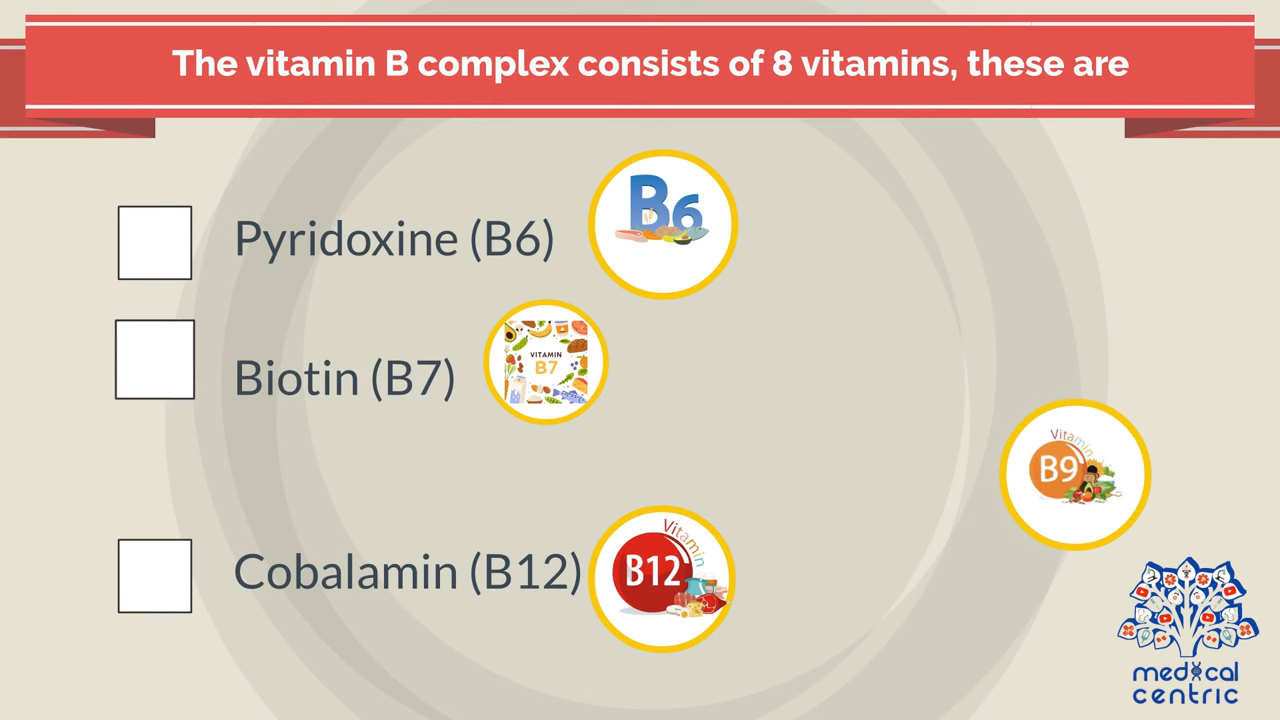 The vitamin B complex consists of 8 vitamins, these are
B6
Pyridoxine (B6)
VITAMIN
B7
Biotin (B7)
Vitamin
B9
Vitamin
B12
Cobalamin (B12)
medical
centric